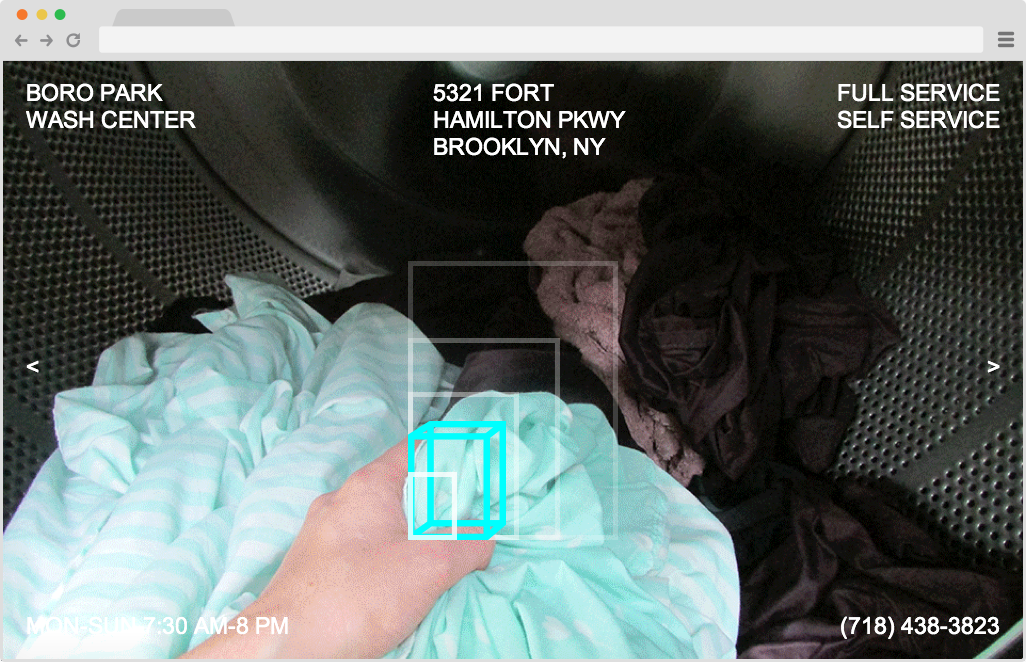 BORO PARK
WASH CENTER
5321 FORT
HAMILTON PKWY
BROOKLYN, NY
FULL SERVICE
SELF SERVICE
<
>
MON-SUN 7:30 AM-8 PM
(718) 438-3823